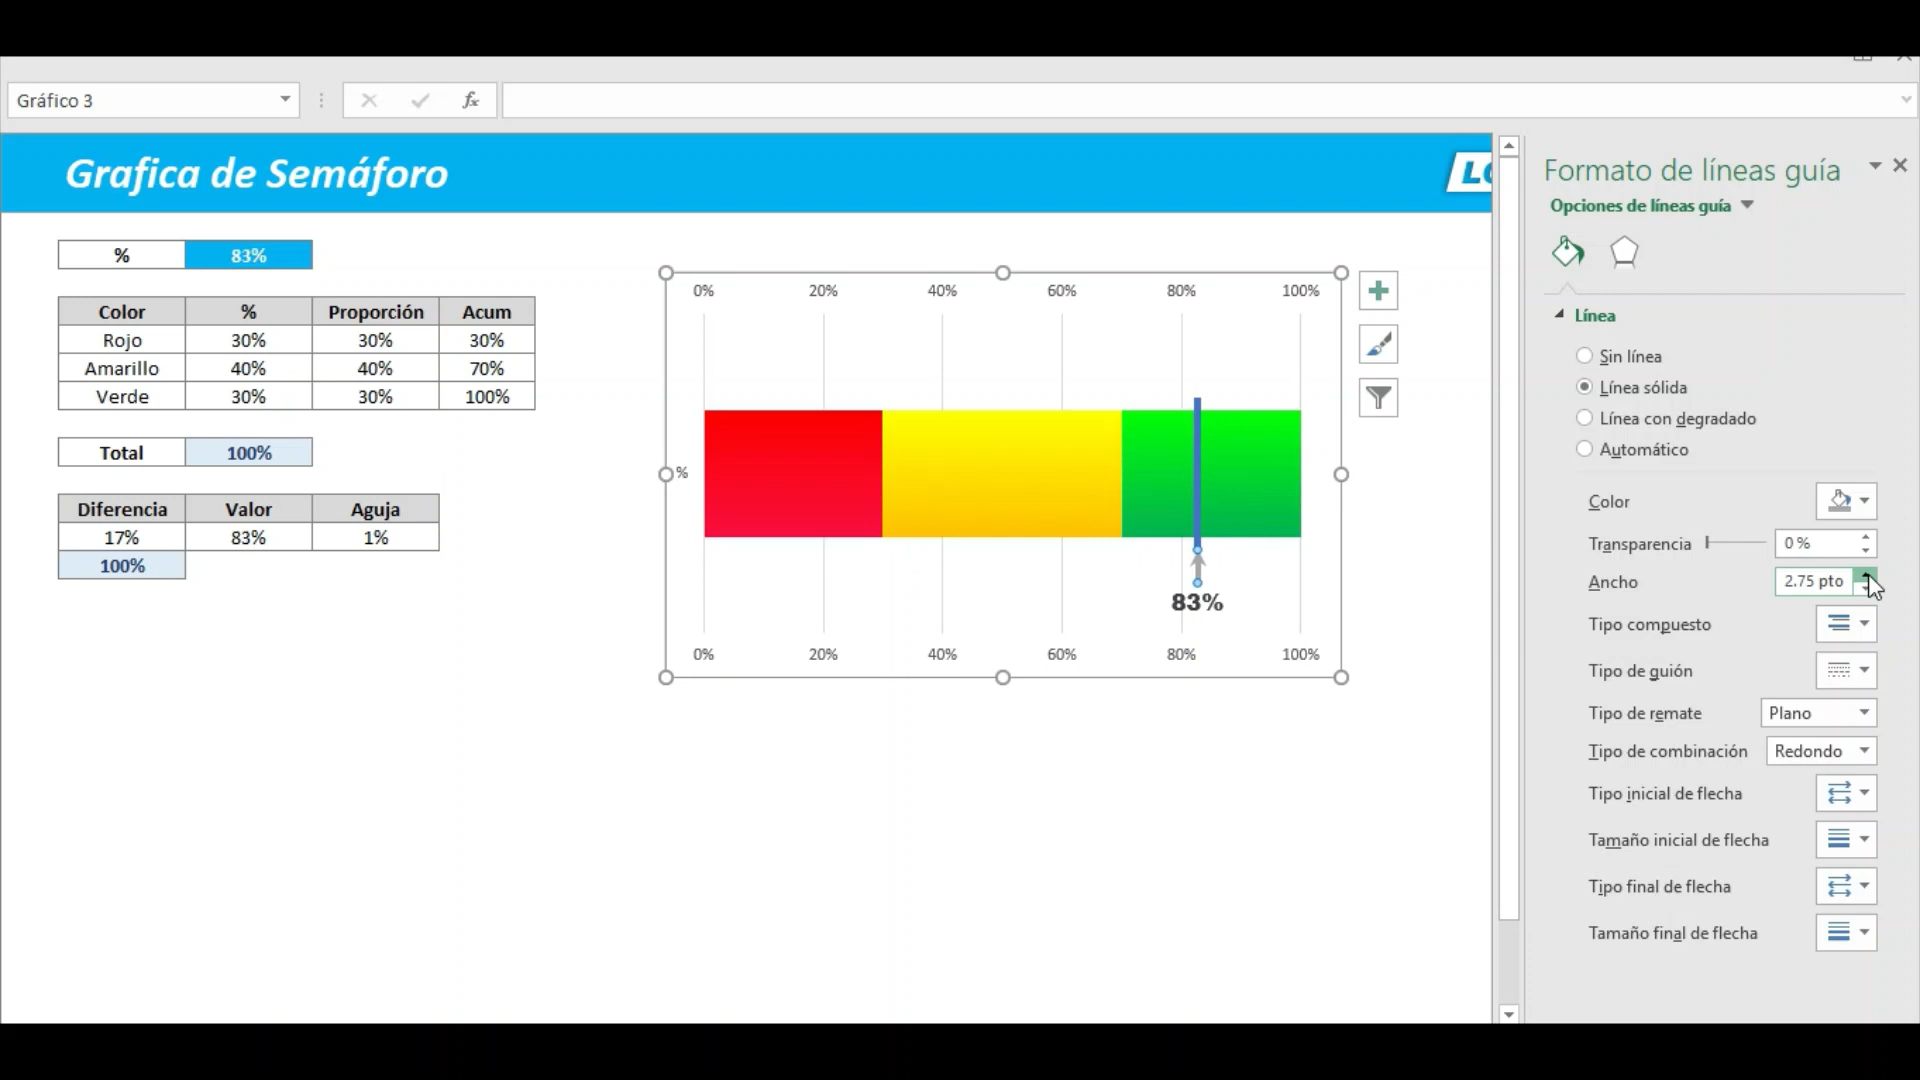 Gráfico 3
fx
Grafica de Semáforo
LO
% 83%
Color % Proporción Acum
Rojo 30% 30% 30%
Amarillo 40% 40% 70%
Verde 30% 30% 100%
Total 100%
Diferencia Valor Aguja
17% 83% 1%
100%
0% 20% 40% 60% 80% 100%
%
83%
0% 20% 40% 60% 80% 100%
Formato de líneas guía
Opciones de líneas guía
Línea
Sin línea
Línea sólida
Línea con degradado
Automático
Color
Transparencia 0 %
Ancho 2.75 pto
Tipo compuesto
Tipo de guión
Tipo de remate Plano
Tipo de combinación Redondo
Tipo inicial de flecha
Tamaño inicial de flecha
Tipo final de flecha
Tamaño final de flecha